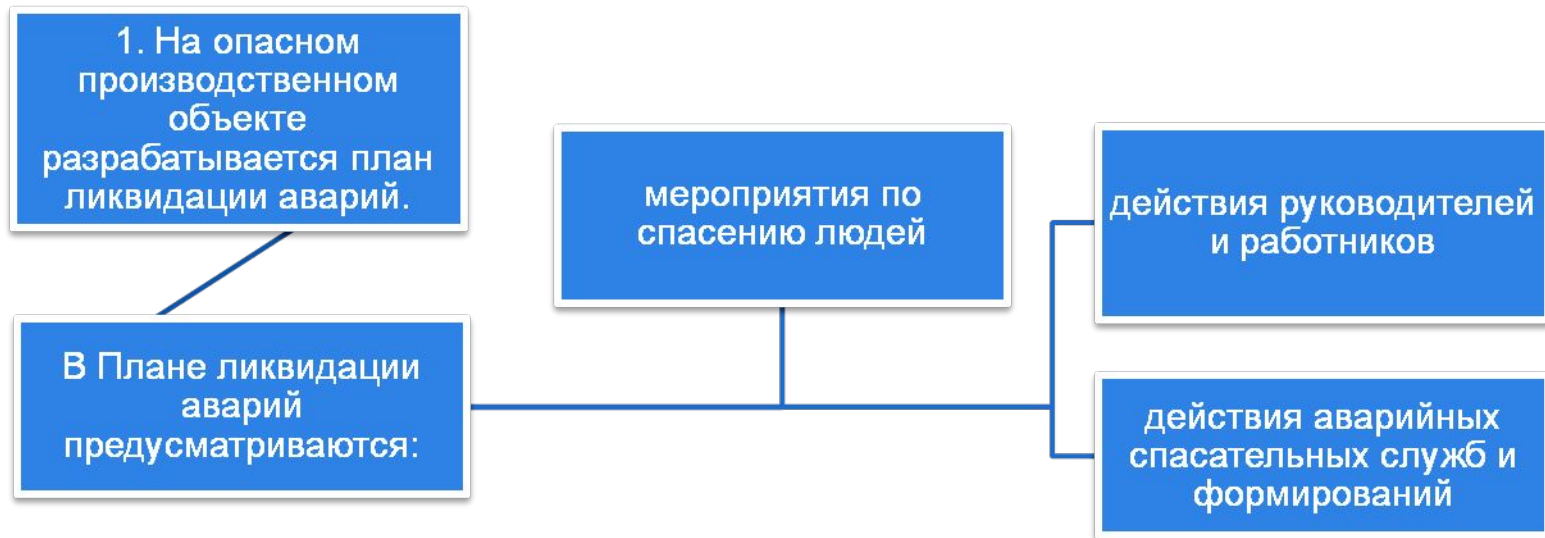 1. На опасном
производственном
объекте
разрабатывается план
ликвидации аварий.
В Плане ликвидации
аварий
предусматриваются:
мероприятия по
спасению людей
действия руководителей
и работников
действия аварийных
спасательных служб и
формирований